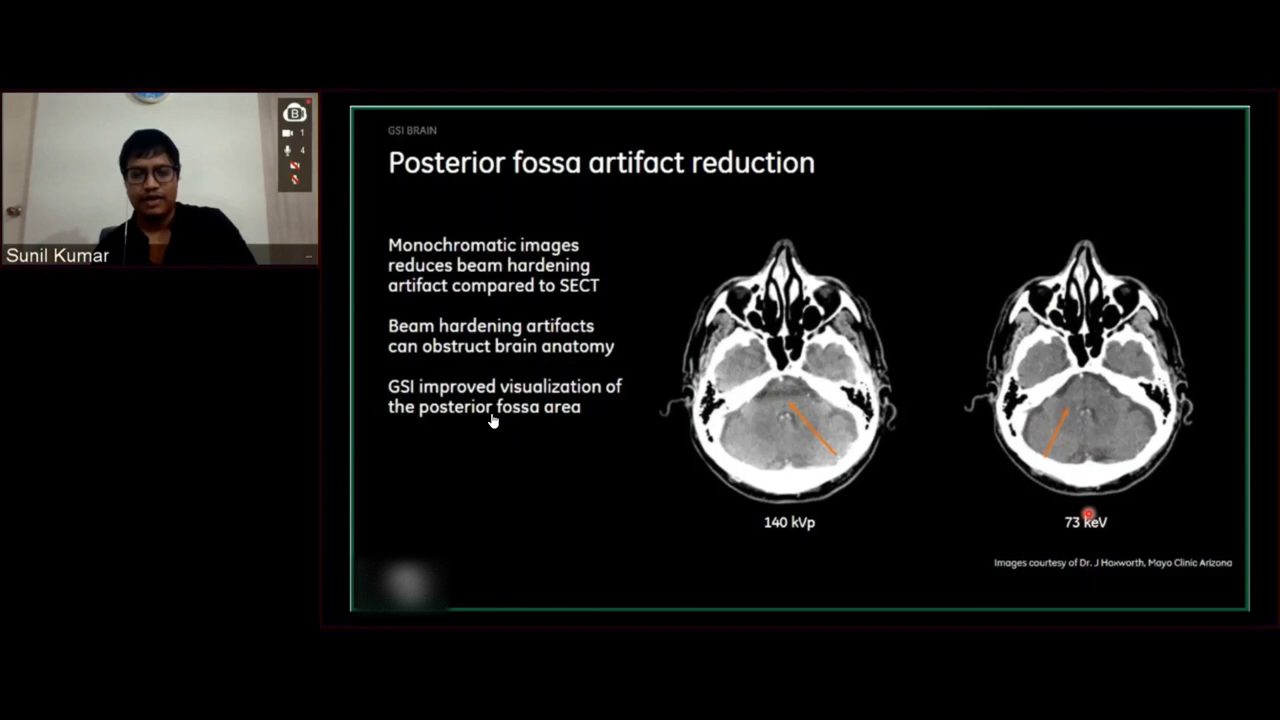 B
1
4
Sunil Kumar
GSI BRAIN
Posterior fossa artifact reduction
Monochromatic images
reduces beam hardening
artifact compared to SECT
Beam hardening artifacts
can obstruct brain anatomy
GSI improved visualization of
the posterior fossa area
140 kVp
73 keV
Images courtesy of Dr. J Hoxworth, Mayo Clinic Arizona